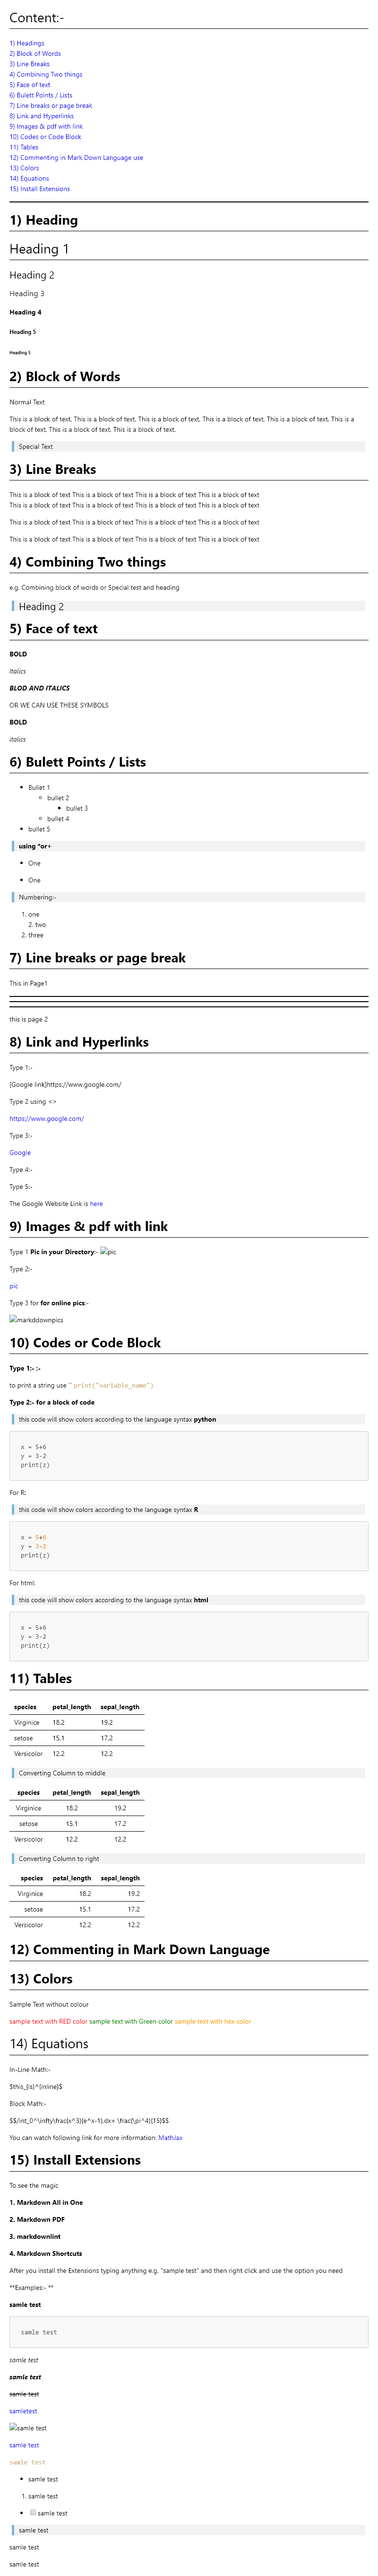 Content:-
1) Headings
2) Block of Words
3) Line Breaks
4) Combining Two things
5) Face of text
6) Bulett Points / Lists
7) Line breaks or page break
8) Link and Hyperlinks
9) Images & pdf with link
10) Codes or Code Block
11) Tables
12) Commenting in Mark Down Language use
13) Colors
14) Equations
15) Install Extensions
1) Heading
Heading 1
Heading 2
Heading 3
Heading 4
Heading 5
Heading 5
2) Block of Words
Normal Text
This is a block of text. This is a block of text. This is a block of text. This is a block of text. This is a block of text. This is a
block of text. This is a block of text. This is a block of text.
Special Text
3) Line Breaks
This is a block of text This is a block of text This is a block of text This is a block of text
This is a block of text This is a block of text This is a block of text This is a block of text
This is a block of text This is a block of text This is a block of text This is a block of text
This is a block of text This is a block of text This is a block of text This is a block of text
4) Combining Two things
e.g. Combining block of words or Special test and heading
Heading 2
5) Face of text
BOLD
Italics
BLOD AND ITALICS
OR WE CAN USE THESE SYMBOLS
BOLD
italics
6) Bulett Points / Lists
• Bullet 1
◦ bullet 2
▪ bullet 3
◦ bullet 4
• bullet 5
using *or+
• One
• One
Numbering:-
1. one
2. two
2. three
7) Line breaks or page break
This in Page1
this is page 2
8) Link and Hyperlinks
Type 1:-
[Google link]https://www.google.com/
Type 2 using <>
https://www.google.com/
Type 3:-
Google
Type 4:-
Type 5:-
The Google Website Link is here
9) Images & pdf with link
Type 1 Pic in your Directory:- pic
Type 2:-
pic
Type 3 for for online pics:-
markddownpics
10) Codes or Code Block
Type 1:- :-
to print a string use `` print("variable_name")
Type 2:- for a block of code
this code will show colors according to the language syntax python
x = 5+6
y = 3-2
print(z)
For R:
this code will show colors according to the language syntax R
x = 5+6
y = 3-2
print(z)
For html:
this code will show colors according to the language syntax html
x = 5+6
y = 3-2
print(z)
11) Tables
species petal_length sepal_length
Virginice 18.2 19.2
setose 15.1 17.2
Versicolor 12.2 12.2
Converting Column to middle
species petal_length sepal_length
Virginice 18.2 19.2
setose 15.1 17.2
Versicolor 12.2 12.2
Converting Column to right
species petal_length sepal_length
Virginice 18.2 19.2
setose 15.1 17.2
Versicolor 12.2 12.2
12) Commenting in Mark Down Language
13) Colors
Sample Text without colour
sample text with RED color sample text with Green color sample text with hex color
14) Equations
In-Line Math:-
$this_{is}^{inline}$
Block Math:-
$$/int_0^\infty\frac{x^3}{e^x-1}.dx= \frac{\pi^4}{15}$$
You can watch following link for more information: MathJax
15) Install Extensions
To see the magic
1. Markdown All in One
2. Markdown PDF
3. markdownlint
4. Markdown Shortcuts
After you install the Extensions typing anything e.g. "sample test" and then right click and use the option you need
**Examples:- **
samle test
samle test
samle test
samle test
samle test
samletest
samle test
samle test
samle test
• samle test
1. samle test
• samle test
samle test
samle test
samle test